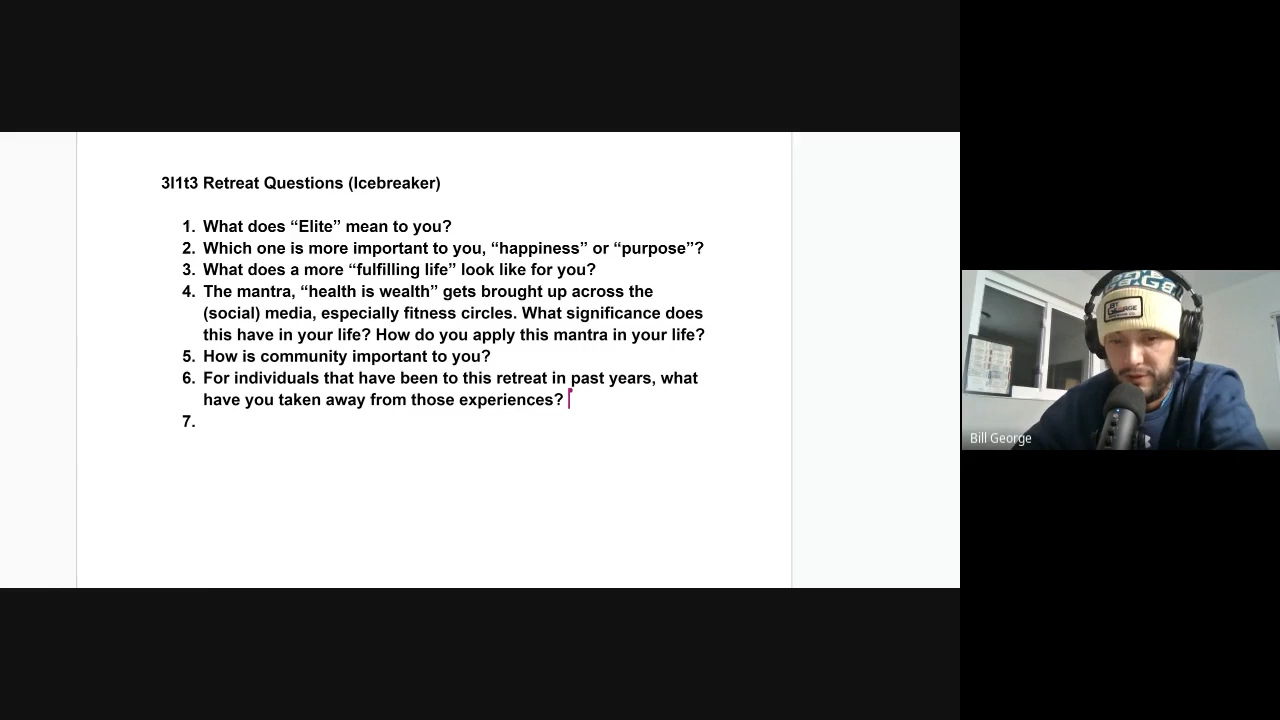 3l1t3 Retreat Questions (Icebreaker)
1. What does “Elite” mean to you?
2. Which one is more important to you, “happiness” or “purpose”?
3. What does a more “fulfilling life” look like for you?
4. The mantra, “health is wealth” gets brought up across the
(social) media, especially fitness circles. What significance does
this have in your life? How do you apply this mantra in your life?
5. How is community important to you?
6. For individuals that have been to this retreat in past years, what
have you taken away from those experiences?
7.
Bill George